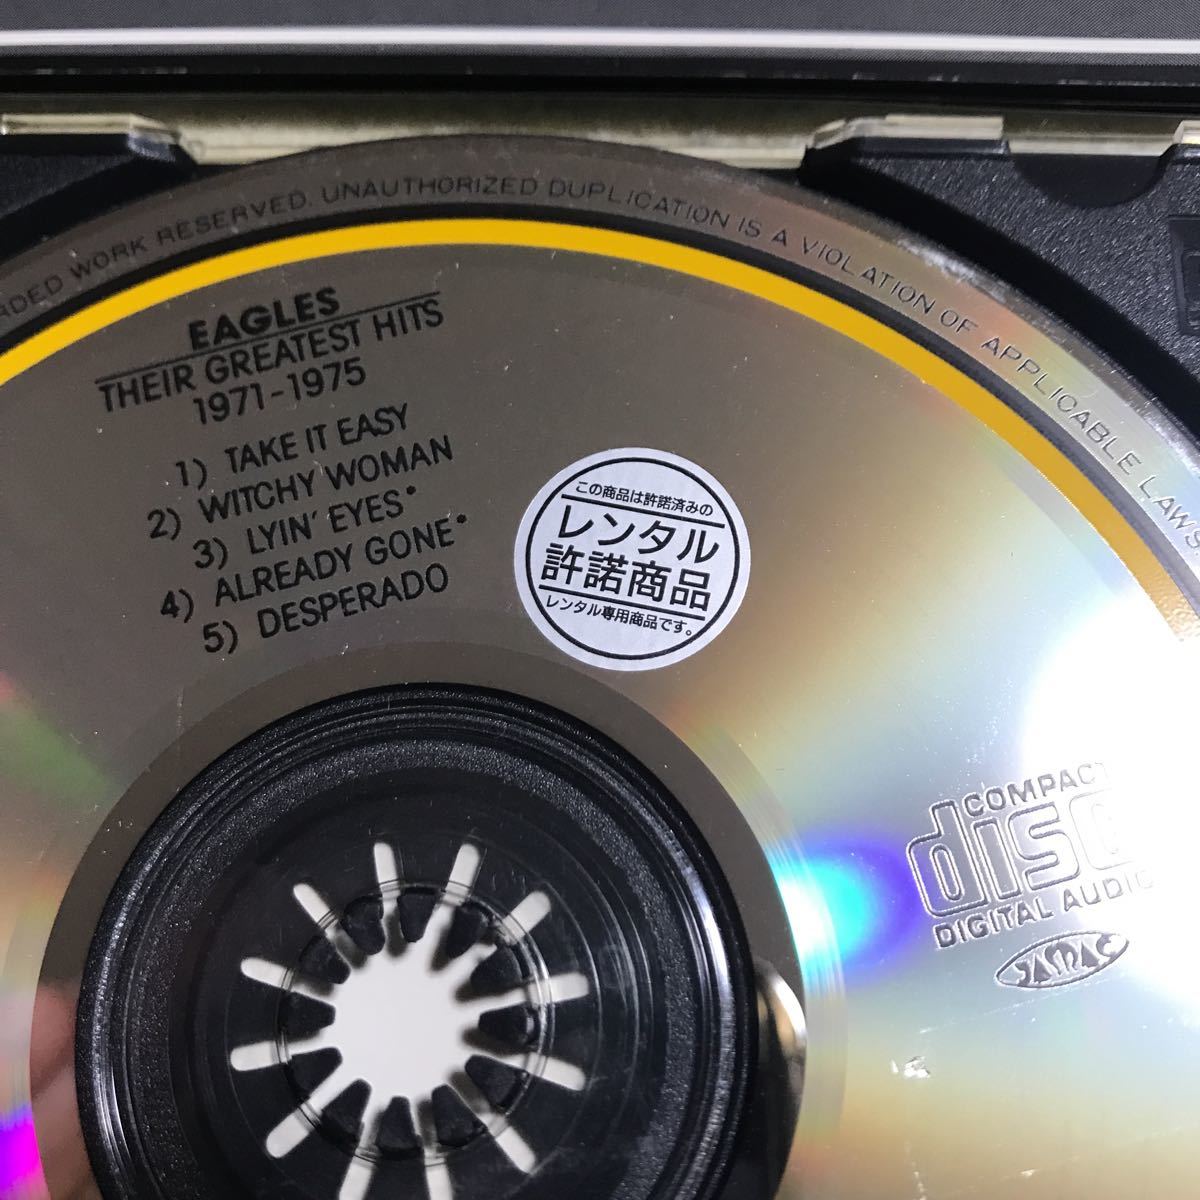 WORK RESERVED. UNAUTHORIZED DUPLICATION IS A VIOLATION OF APPLICABLE LAWS.
EAGLES
THEIR GREATEST HITS
1971-1975
1) TAKE IT EASY
2) WITCHY WOMAN
3) LYIN' EYES•
4) ALREADY GONE•
5) DESPERADO
この商品は許諾済みの
レンタル
許諾商品
レンタル専用商品です。
COMPACT
disc
DIGITAL AUDIO
JASRAC